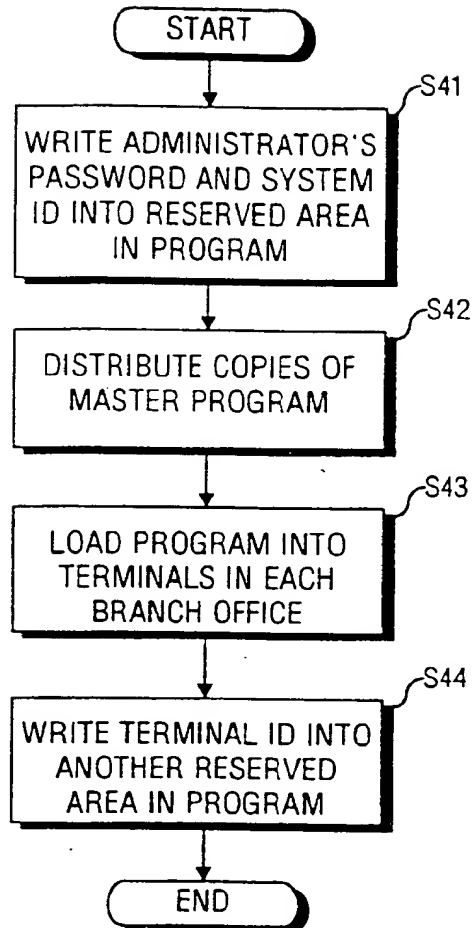 START
S41
WRITE ADMINISTRATOR'S
PASSWORD AND SYSTEM
ID INTO RESERVED AREA
IN PROGRAM
S42
DISTRIBUTE COPIES OF
MASTER PROGRAM
S43
LOAD PROGRAM INTO
TERMINALS IN EACH
BRANCH OFFICE
S44
WRITE TERMINAL ID INTO
ANOTHER RESERVED
AREA IN PROGRAM
END